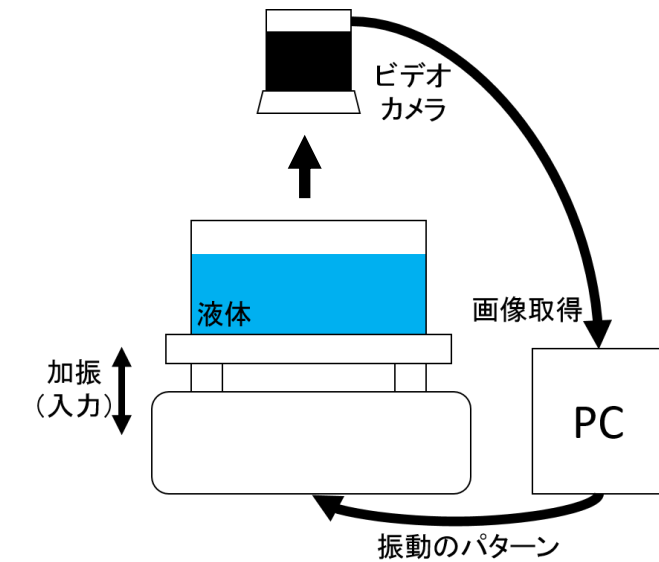 ビデオ
カメラ
液体
画像取得
加振
（入力）
PC
振動のパターン